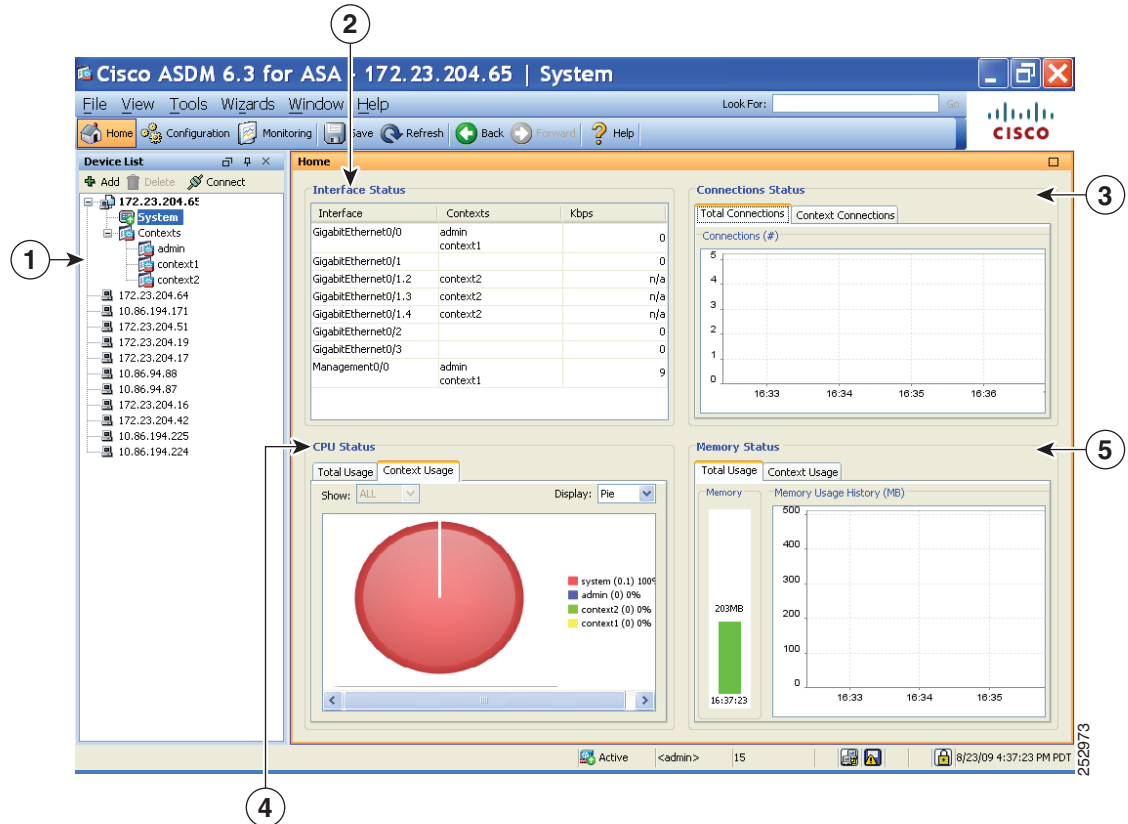 2
Cisco ASDM 6.3 for ASA - 172.23.204.65 | System
File View Tools Wizards Window Help
Look For:
Go
Home Configuration Monitoring Save Refresh Back Forward Help
CISCO
Device List
Add Delete Connect
172.23.204.65
System
Contexts
admin
context1
context2
172.23.204.64
10.86.194.171
172.23.204.51
172.23.204.19
172.23.204.17
10.86.94.88
10.86.94.87
172.23.204.16
172.23.204.42
10.86.194.225
10.86.194.224
1
Home
Interface Status
Interface Contexts Kbps
GigabitEthernet0/0 admin 0
context1
GigabitEthernet0/1 0
GigabitEthernet0/1.2 context2 n/a
GigabitEthernet0/1.3 context2 n/a
GigabitEthernet0/1.4 context2 n/a
GigabitEthernet0/2 0
GigabitEthernet0/3 0
Management0/0 admin 9
context1
Connections Status
3
Total Connections Context Connections
Connections (#)
5
4
3
2
1
0
16:33 16:34 16:35 16:36
CPU Status
Total Usage Context Usage
Show: ALL Display: Pie
system (0.1) 100%
admin (0) 0%
context2 (0) 0%
context1 (0) 0%
Memory Status
5
Total Usage Context Usage
Memory
203MB
16:37:23
Memory Usage History (MB)
500
400
300
200
100
0
16:33 16:34 16:35
Active <admin> 15 8/23/09 4:37:23 PM PDT
252973
4